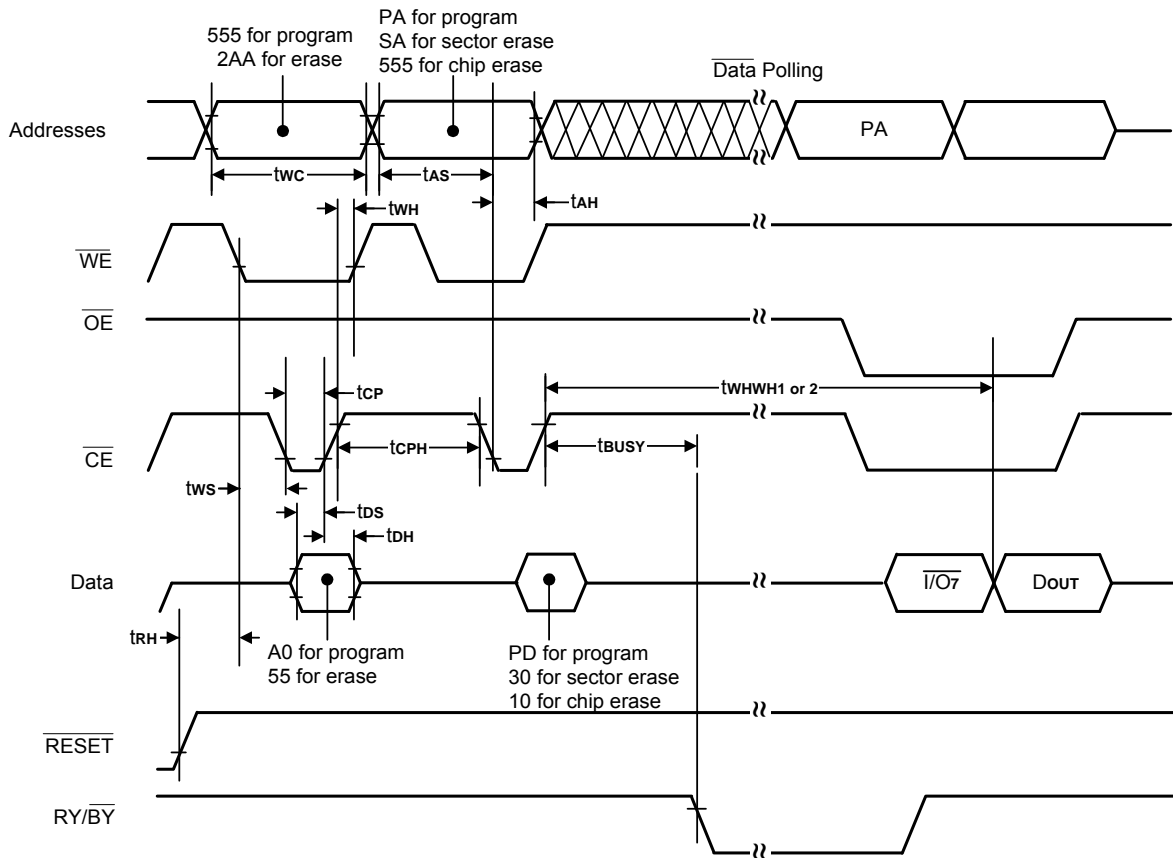 555 for program
2AA for erase
PA for program
SA for sector erase
555 for chip erase
Data Polling
Addresses
PA
tWC
tAS
tWH
tAH
WE
OE
tWHWH1 or 2
tCP
CE
tCPH
tBUSY
tWS
tDS
tDH
Data
I/O7
DOUT
tRH
A0 for program
55 for erase
PD for program
30 for sector erase
10 for chip erase
RESET
RY/BY